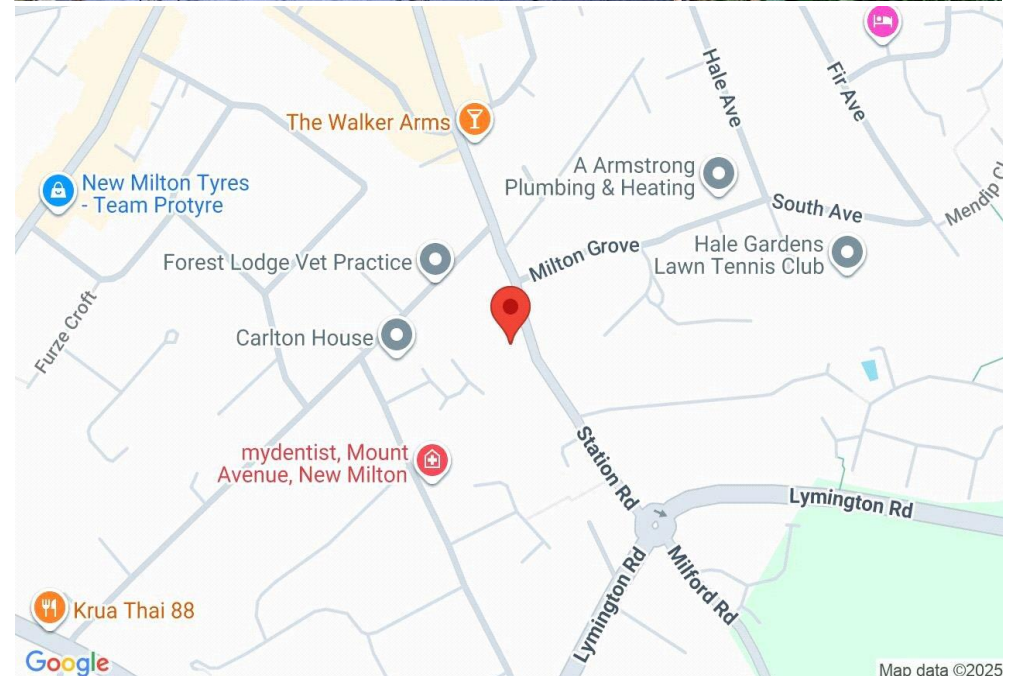 Hale Ave
Fir Ave
The Walker Arms
A Armstrong
Plumbing & Heating
New Milton Tyres
- Team Protyre
South Ave
Mendip Cl
Milton Grove
Hale Gardens
Lawn Tennis Club
Forest Lodge Vet Practice
Furze Croft
Carlton House
mydentist, Mount
Avenue, New Milton
Station Rd
Lymington Rd
Lymington Rd
Milford Rd
Krua Thai 88
Google
Map data ©2025